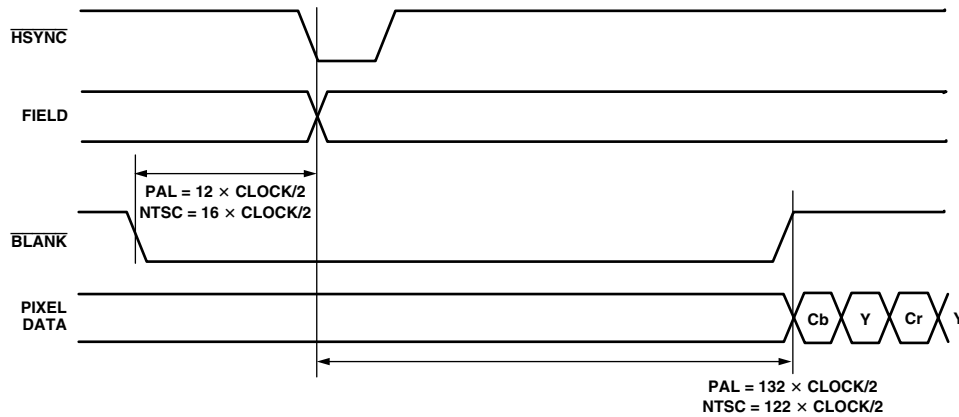 HSYNC
FIELD
PAL = 12 × CLOCK/2
NTSC = 16 × CLOCK/2
BLANK
PIXEL
DATA
Cb Y Cr Y
PAL = 132 × CLOCK/2
NTSC = 122 × CLOCK/2